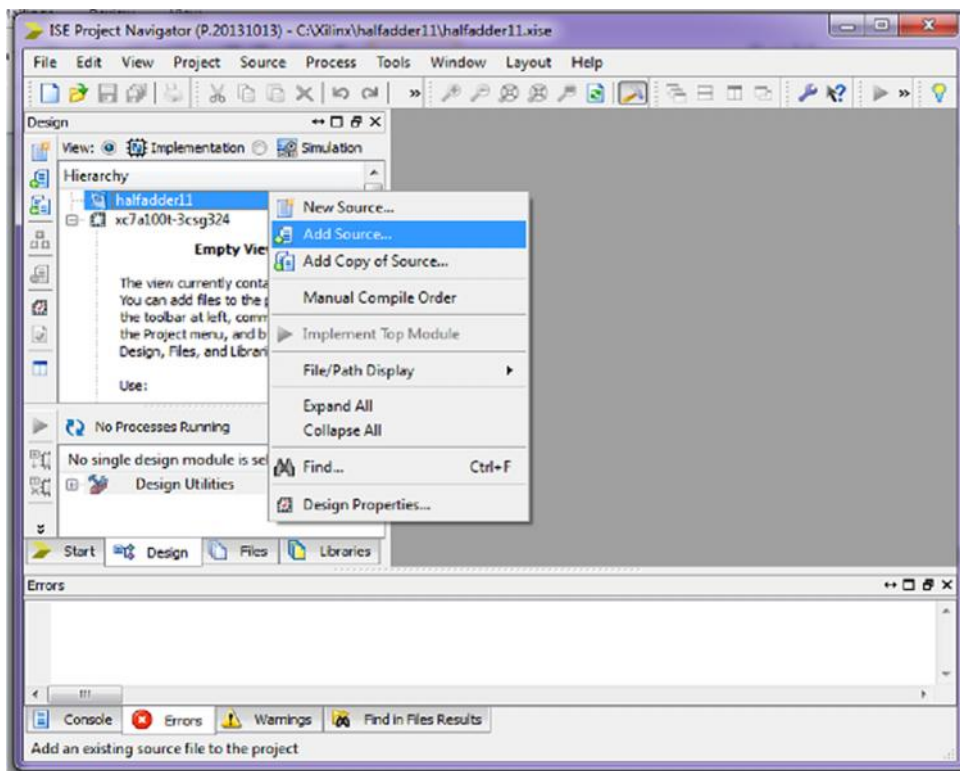 ISE Project Navigator (P.20131013) - C:\Xilinx\halfadder11\halfadder11.xise
File Edit View Project Source Process Tools Window Layout Help
Design
View: Implementation Simulation
Hierarchy
halfadder11
xc7a100t-3csg324
Empty Vie
The view currently conta
You can add files to the p
the toolbar at left, comm
the Project menu, and b
Design, Files, and Librari
Use:
New Source...
Add Source...
Add Copy of Source...
Manual Compile Order
Implement Top Module
File/Path Display
Expand All
Collapse All
Find... Ctrl+F
Design Properties...
No Processes Running
No single design module is sel
Design Utilities
Start Design Files Libraries
Errors
Console Errors Warnings Find in Files Results
Add an existing source file to the project